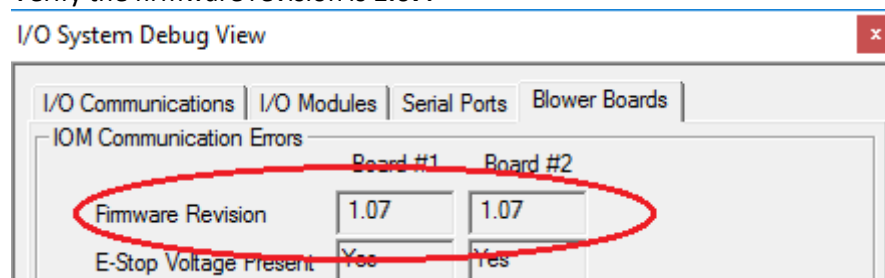 I/O System Debug View
x
I/O Communications I/O Modules Serial Ports Blower Boards
IOM Communication Errors
Board #1 Board #2
Firmware Revision 1.07 1.07
E-Stop Voltage Present Yes Yes